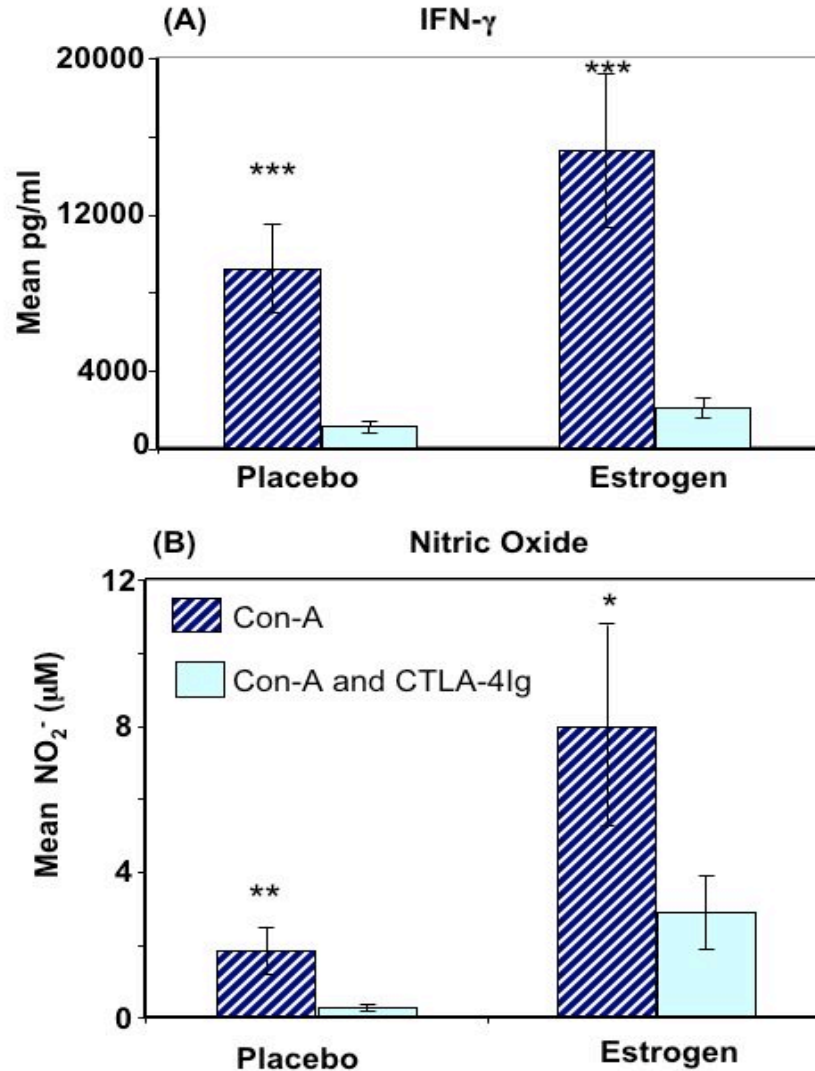 (A) IFN-γ
20000
***
***
12000
Mean pg/ml
4000
0
Placebo Estrogen
(B) Nitric Oxide
12
Con-A
*
Con-A and CTLA-4Ig
8
Mean NO₂⁻ (μM)
4
**
0
Placebo Estrogen